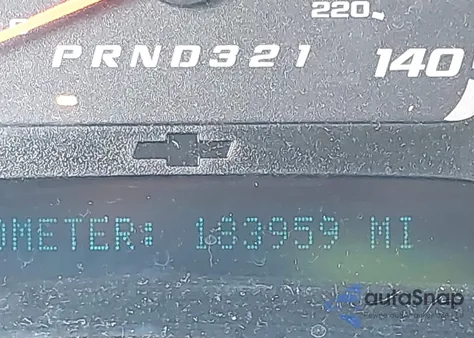 220
PRND321
140
OMETER: 183959 MI
autoSnap